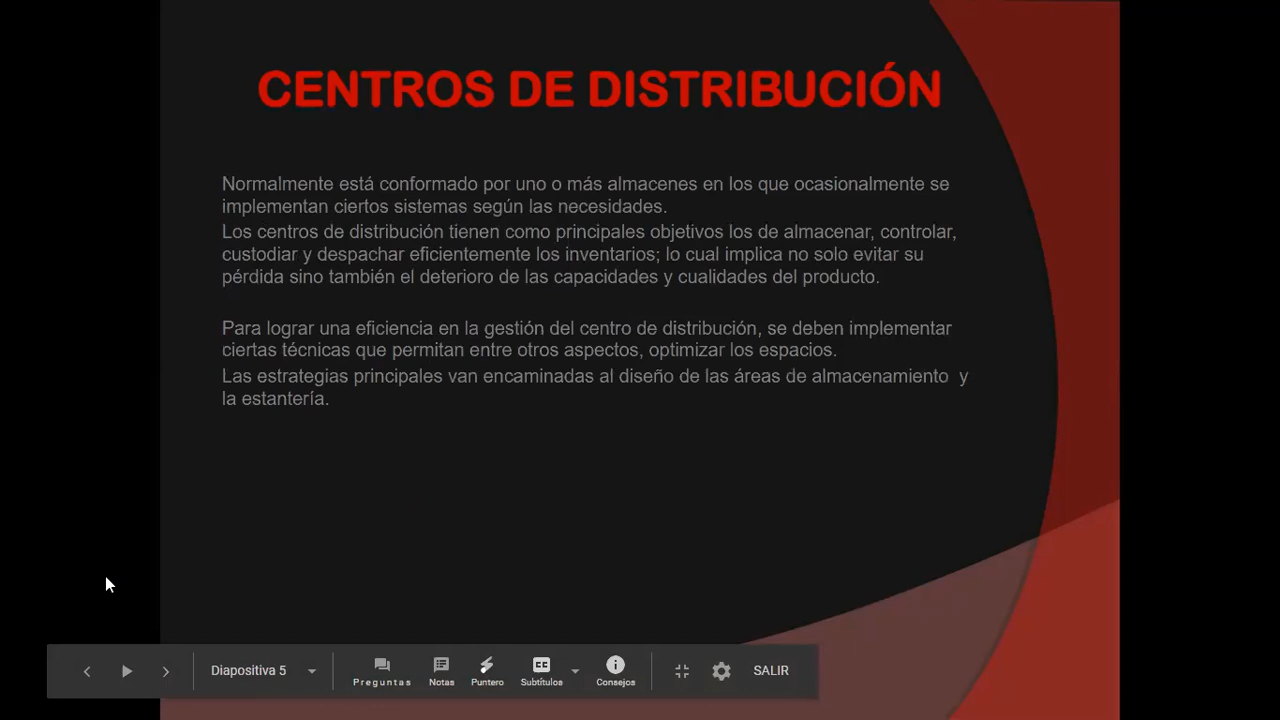 CENTROS DE DISTRIBUCIÓN
Normalmente está conformado por uno o más almacenes en los que ocasionalmente se
implementan ciertos sistemas según las necesidades.
Los centros de distribución tienen como principales objetivos los de almacenar, controlar,
custodiar y despachar eficientemente los inventarios; lo cual implica no solo evitar su
pérdida sino también el deterioro de las capacidades y cualidades del producto.
Para lograr una eficiencia en la gestión del centro de distribución, se deben implementar
ciertas técnicas que permitan entre otros aspectos, optimizar los espacios.
Las estrategias principales van encaminadas al diseño de las áreas de almacenamiento  y
la estantería.
Diapositiva 5
Preguntas
Notas
Puntero
CC
Subtítulos
Consejos
SALIR